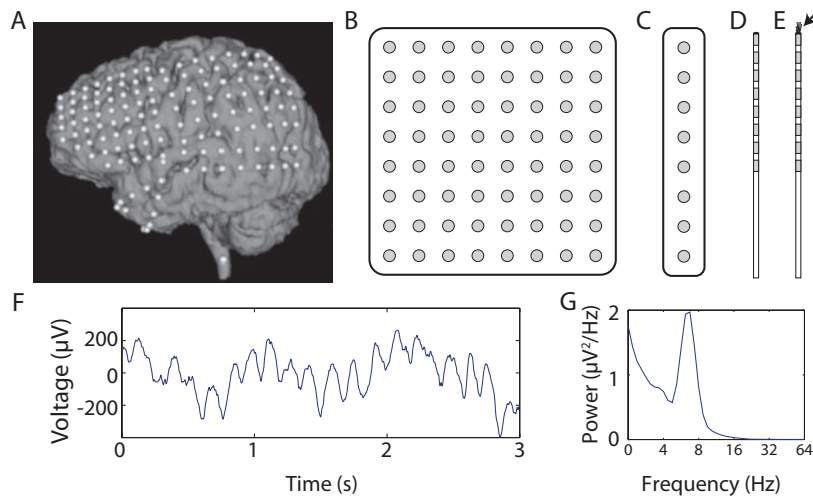 A
B
C
D
E
F
Voltage (μV)
200
0
-200
0
1
2
3
Time (s)
G
Power (μV²/Hz)
2
1
0
0
4
8
16
32
64
Frequency (Hz)